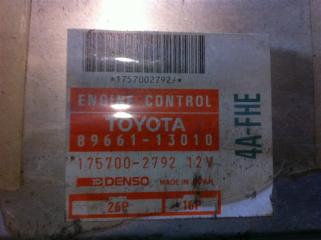 *1757002792/*
ENGINE CONTROL
TOYOTA
89661-13010
*175700-2792 12V
DENSO MADE IN JAPAN
26P 16P
4A-FHE